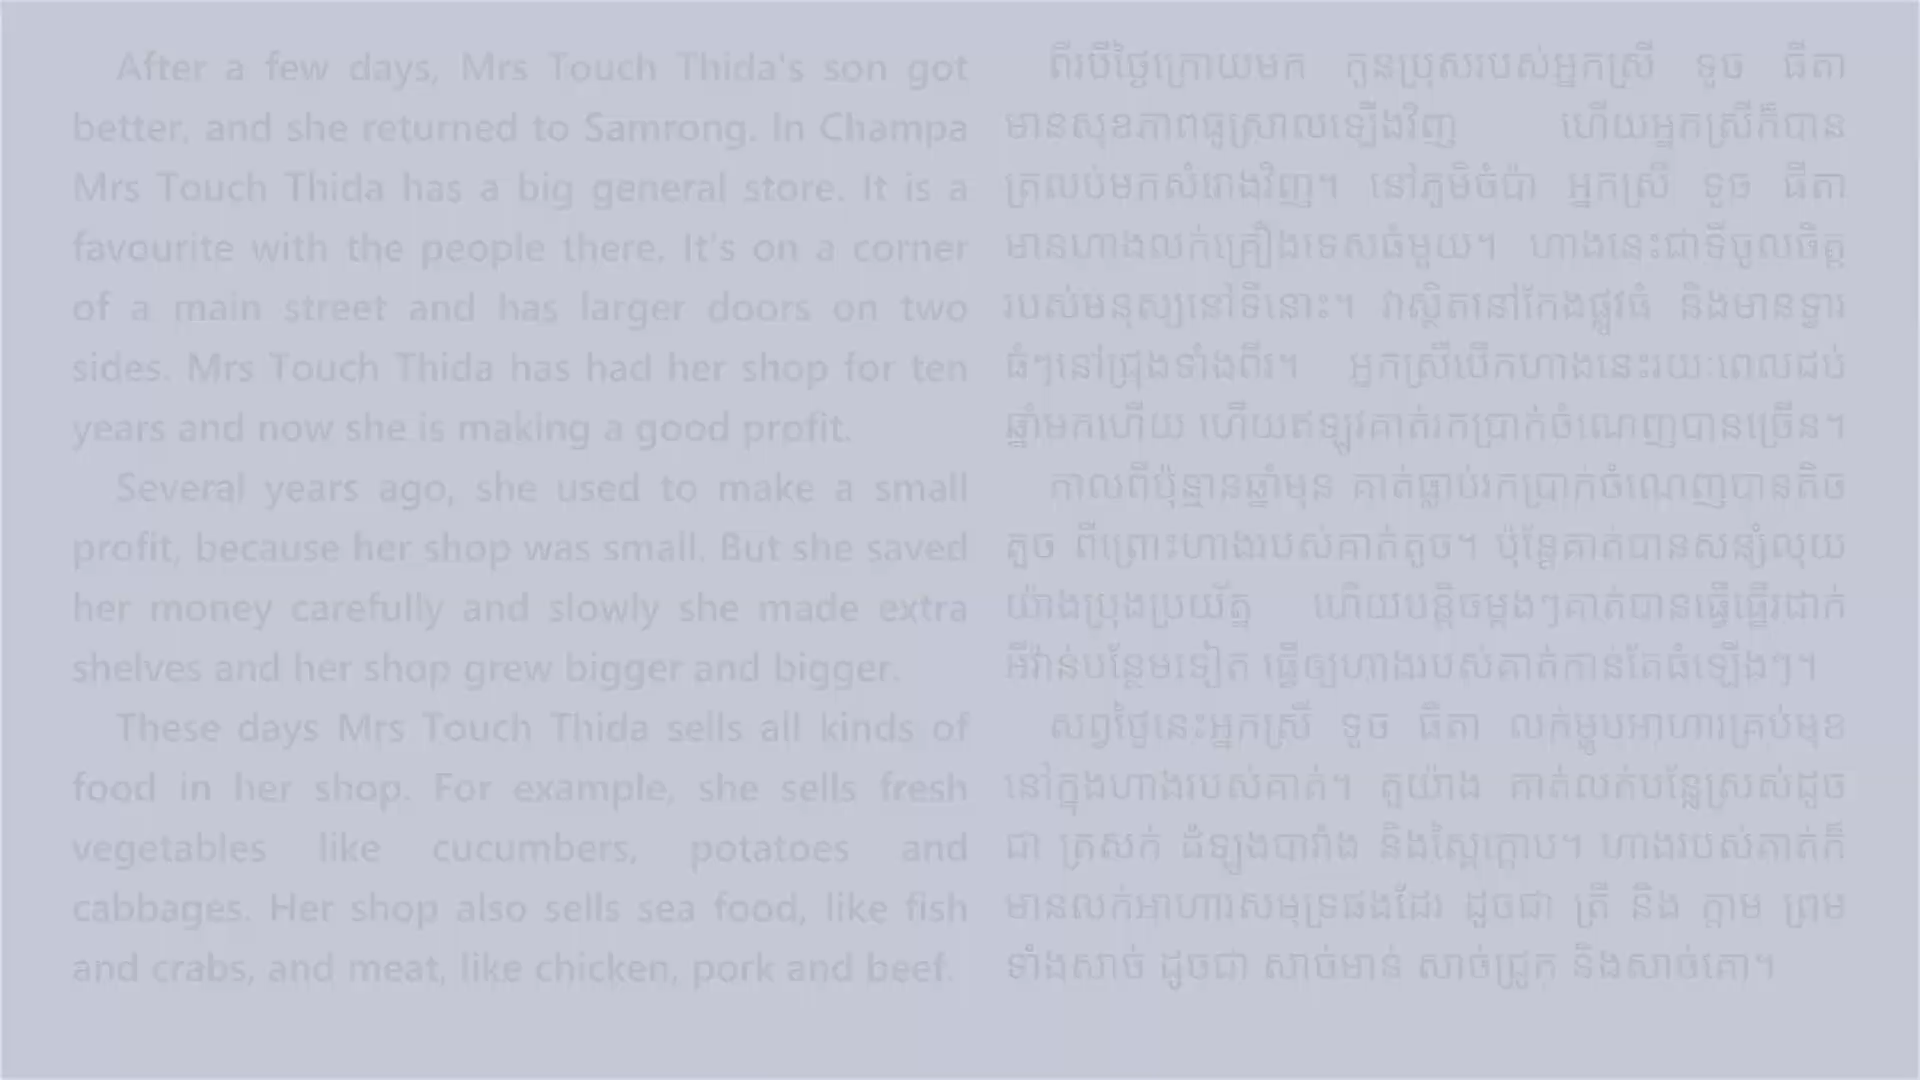 After a few days, Mrs Touch Thida's son got
better, and she returned to Samrong. In Champa
Mrs Touch Thida has a big general store. It is a
favourite with the people there. It's on a corner
of a main street and has larger doors on two
sides. Mrs Touch Thida has had her shop for ten
years and now she is making a good profit.
Several years ago, she used to make a small
profit, because her shop was small. But she saved
her money carefully and slowly she made extra
shelves and her shop grew bigger and bigger.
These days Mrs Touch Thida sells all kinds of
food in her shop. For example, she sells fresh
vegetables like cucumbers, potatoes and
cabbages. Her shop also sells sea food, like fish
and crabs, and meat, like chicken, pork and beef.
ពីរបីថ្ងៃក្រោយមក កូនប្រុសរបស់អ្នកស្រី ទូច ធីតា
មានសុខភាពធូរស្រាលឡើងវិញ ហើយអ្នកស្រីក៏បាន
ត្រលប់មកសំរោងវិញ។ នៅភូមិចំប៉ា អ្នកស្រី ទូច ធីតា
មានហាងលក់គ្រឿងទេសធំមួយ។ ហាងនេះជាទីចូលចិត្ត
របស់មនុស្សនៅទីនោះ។ វាស្ថិតនៅកែងផ្លូវធំ និងមានទ្វារ
ធំៗនៅជ្រុងទាំងពីរ។ អ្នកស្រីបើកហាងនេះរយៈពេលដប់
ឆ្នាំមកហើយ ហើយឥឡូវគាត់រកប្រាក់ចំណេញបានច្រើន។
កាលពីប៉ុន្មានឆ្នាំមុន គាត់ធ្លាប់រកប្រាក់ចំណេញបានតិច
តួច ពីព្រោះហាងរបស់គាត់តូច។ ប៉ុន្តែគាត់បានសន្សំលុយ
យ៉ាងប្រុងប្រយ័ត្ន ហើយបន្តិចម្តងៗគាត់បានធ្វើធ្នើរដាក់
អីវ៉ាន់បន្ថែមទៀត ធ្វើឲ្យហាងរបស់គាត់កាន់តែធំឡើងៗ។
សព្វថ្ងៃនេះអ្នកស្រី ទូច ធីតា លក់ម្ហូបអាហារគ្រប់មុខ
នៅក្នុងហាងរបស់គាត់។ តួយ៉ាង គាត់លក់បន្លែស្រស់ដូច
ជា ត្រសក់ ដំឡូងបារាំង និងស្ពៃក្តោប។ ហាងរបស់គាត់ក៏
មានលក់អាហារសមុទ្រផងដែរ ដូចជា ត្រី និង ក្តាម ព្រម
ទាំងសាច់ ដូចជា សាច់មាន់ សាច់ជ្រូក និងសាច់គោ។